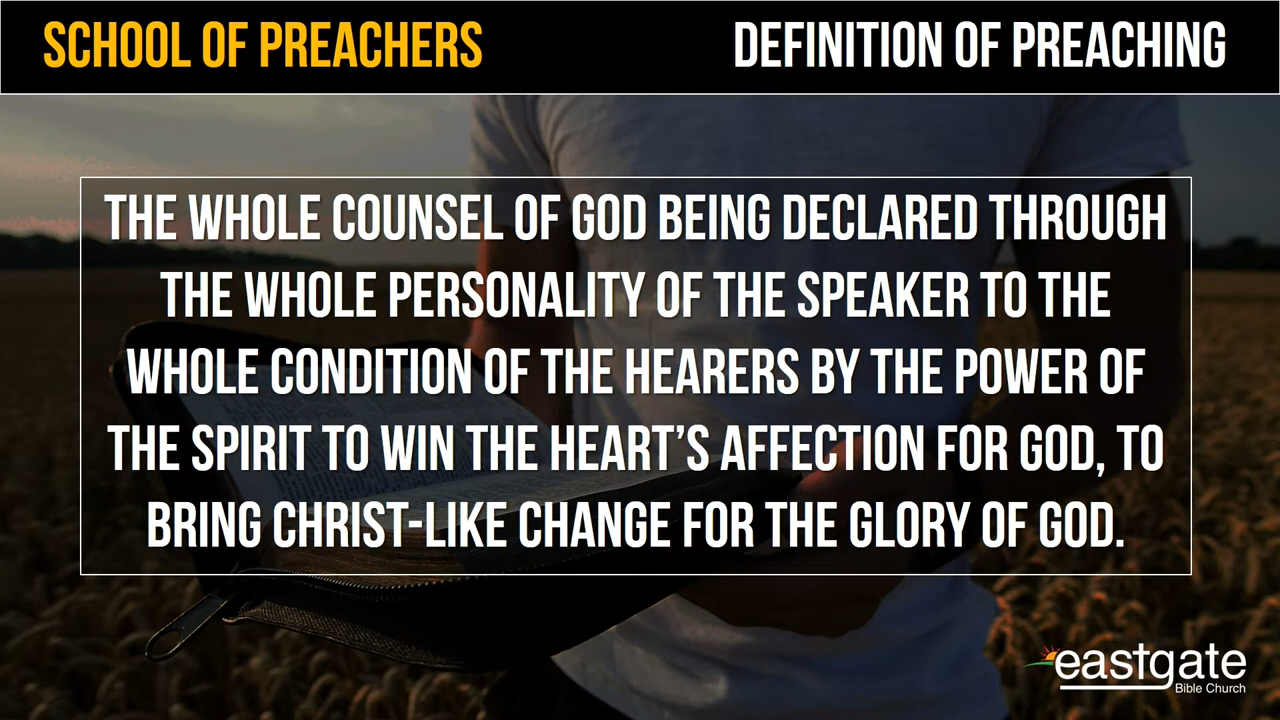 SCHOOL OF PREACHERS
DEFINITION OF PREACHING
THE WHOLE COUNSEL OF GOD BEING DECLARED THROUGH
THE WHOLE PERSONALITY OF THE SPEAKER TO THE
WHOLE CONDITION OF THE HEARERS BY THE POWER OF
THE SPIRIT TO WIN THE HEART’S AFFECTION FOR GOD, TO
BRING CHRIST-LIKE CHANGE FOR THE GLORY OF GOD.
eastgate
Bible Church